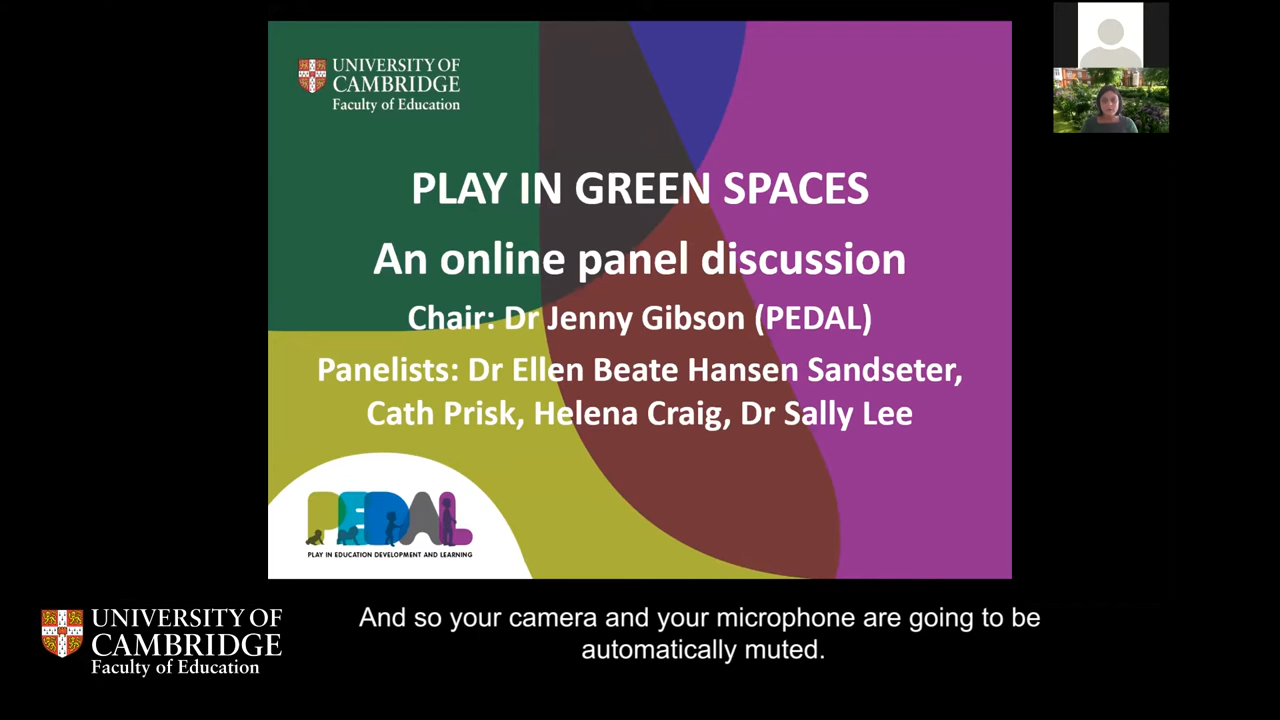 UNIVERSITY OF
CAMBRIDGE
Faculty of Education
PLAY IN GREEN SPACES
An online panel discussion
Chair: Dr Jenny Gibson (PEDAL)
Panelists: Dr Ellen Beate Hansen Sandseter,
Cath Prisk, Helena Craig, Dr Sally Lee
PEDAL
PLAY IN EDUCATION DEVELOPMENT AND LEARNING
UNIVERSITY OF
CAMBRIDGE
Faculty of Education
And so your camera and your microphone are going to be
automatically muted.